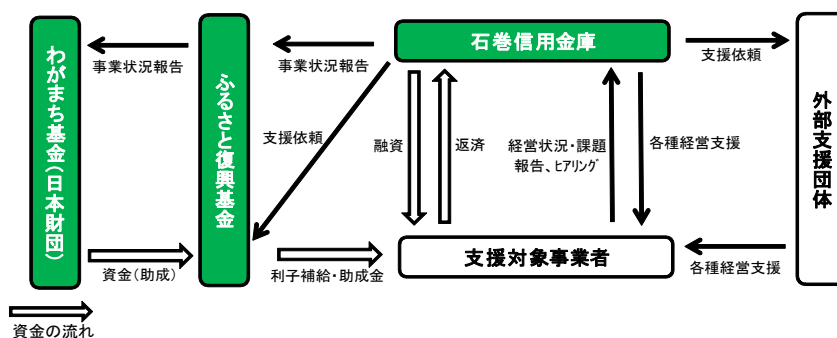 わがまち基金(日本財団)
事業状況報告
ふるさと復興基金
事業状況報告
石巻信用金庫
支援依頼
外部支援団体
支援依頼
融資
返済
経営状況・課題
報告、ﾋｱﾘﾝｸﾞ
各種経営支援
資金(助成)
利子補給・助成金
支援対象事業者
各種経営支援
資金の流れ